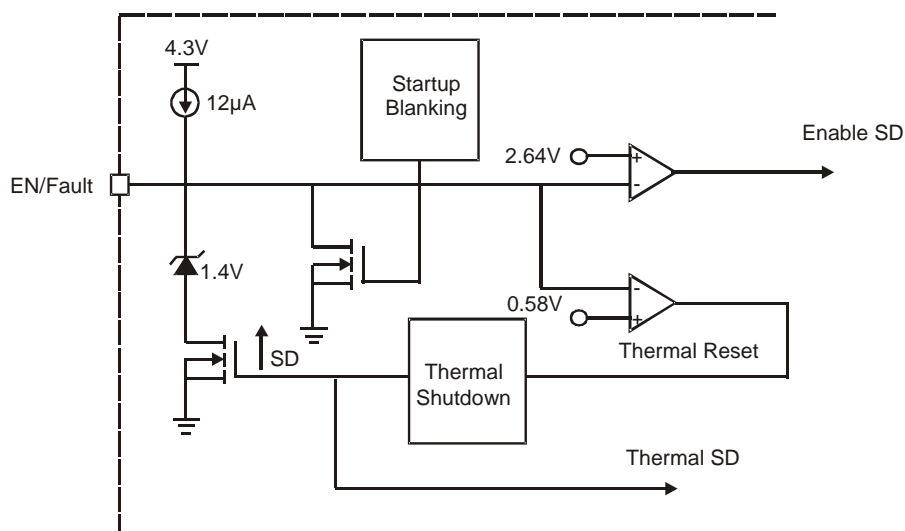 4.3V
12µA
Startup
Blanking
Enable SD
2.64V
+
-
EN/Fault
1.4V
-
0.58V
+
Thermal Reset
SD
Thermal
Shutdown
Thermal SD